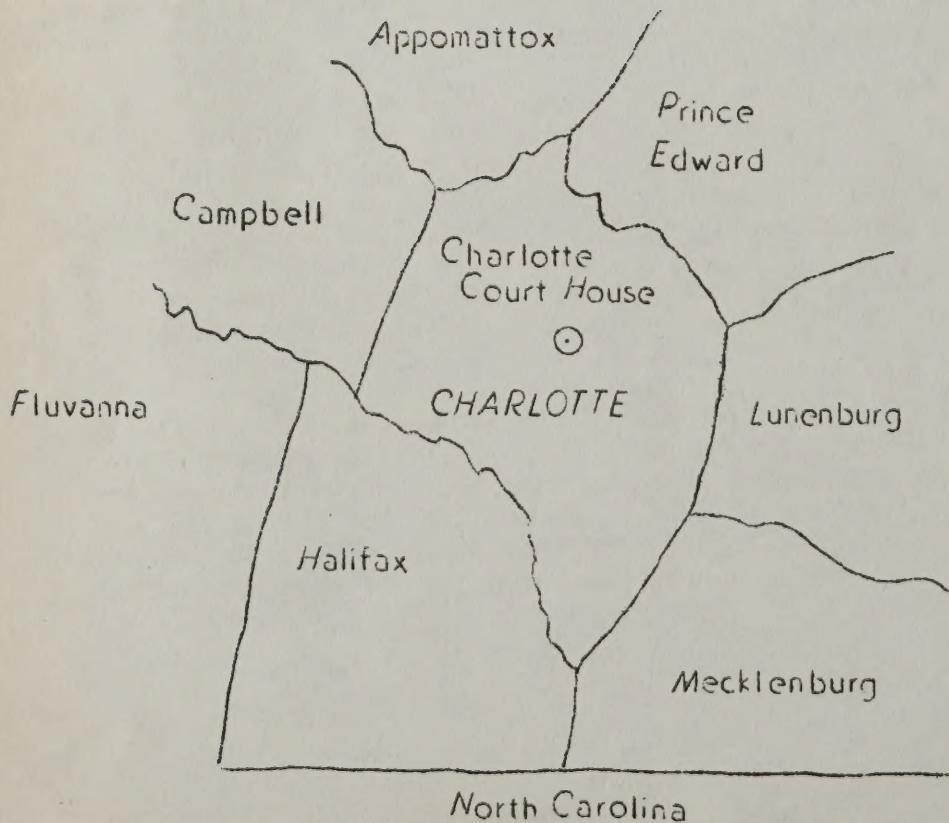 Appomattox
Prince
Edward
Campbell
Charlotte
Court House
Fluvanna
CHARLOTTE
Lunenburg
Halifax
Mecklenburg
North Carolina